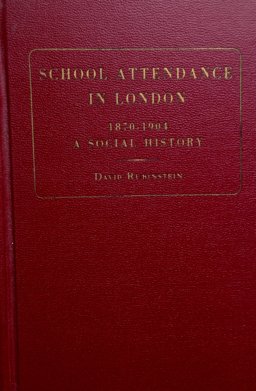 SCHOOL ATTENDANCE
IN LONDON
1870-1904
A SOCIAL HISTORY
DAVID RUBINSTEIN